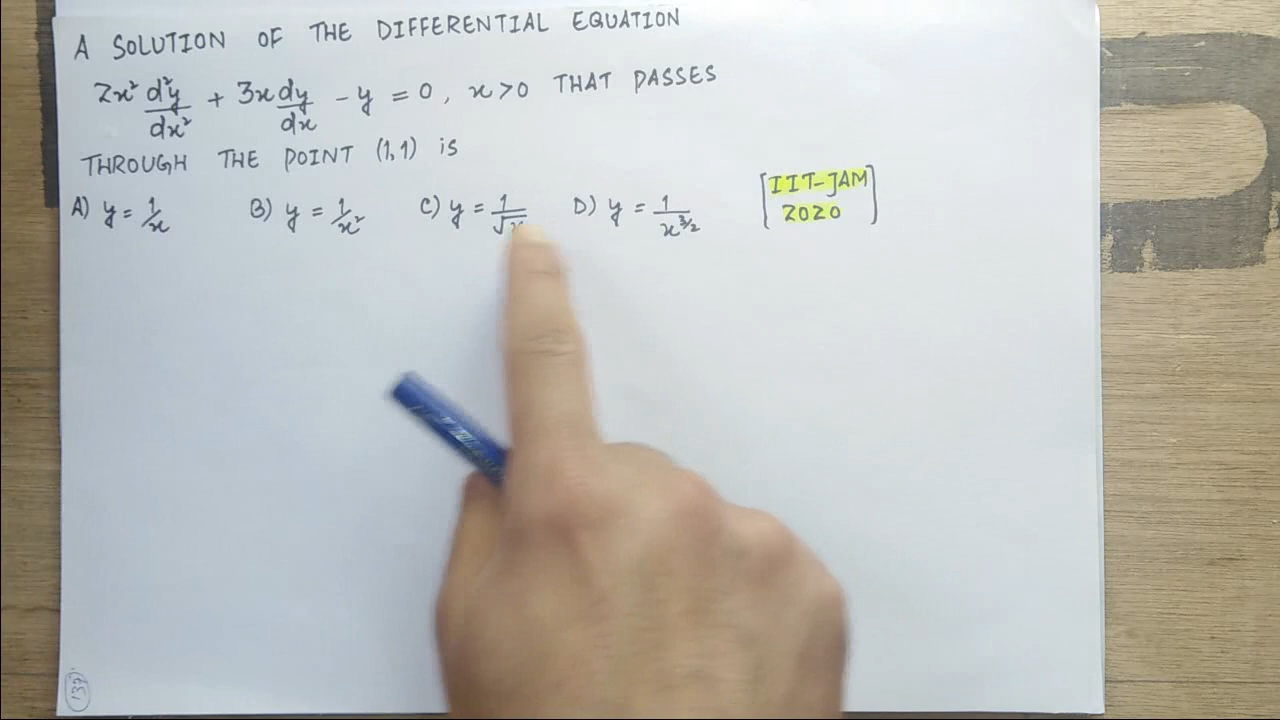 A SOLUTION OF THE DIFFERENTIAL EQUATION
2x² d²y/dx² + 3x dy/dx - y = 0, x>0 THAT PASSES
THROUGH THE POINT (1,1) is
A) y = 1/x B) y = 1/x² C) y = 1/√x D) y = 1/x^3/2 [IIT-JAM 2020]